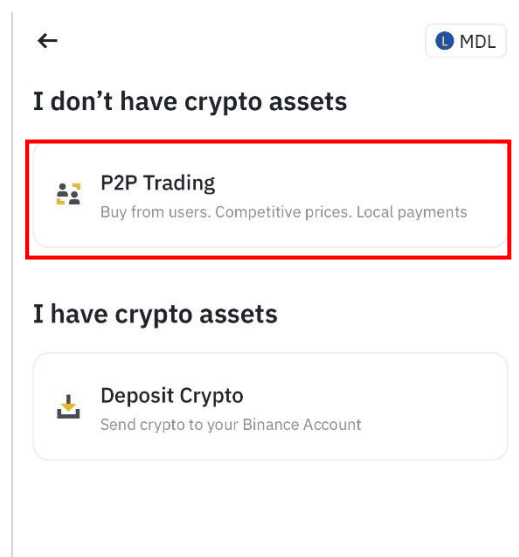 L MDL
I don’t have crypto assets
P2P Trading
Buy from users. Competitive prices. Local payments
I have crypto assets
Deposit Crypto
Send crypto to your Binance Account